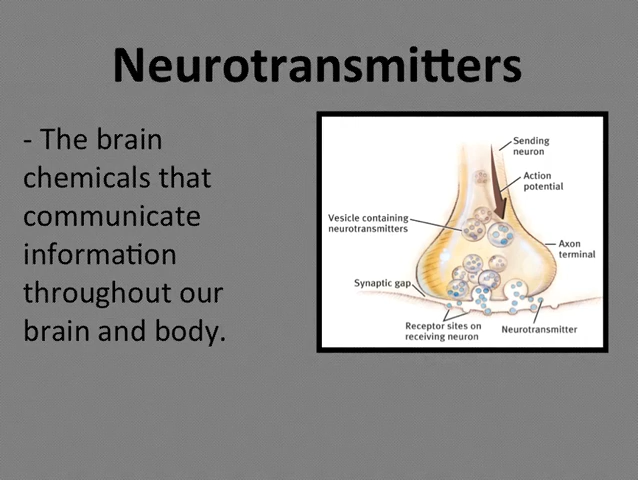 Neurotransmitters
- The brain
chemicals that
communicate
information
throughout our
brain and body.
Sending
neuron
Action
potential
Vesicle containing
neurotransmitters
Axon
terminal
Synaptic gap
Receptor sites on
receiving neuron
Neurotransmitter